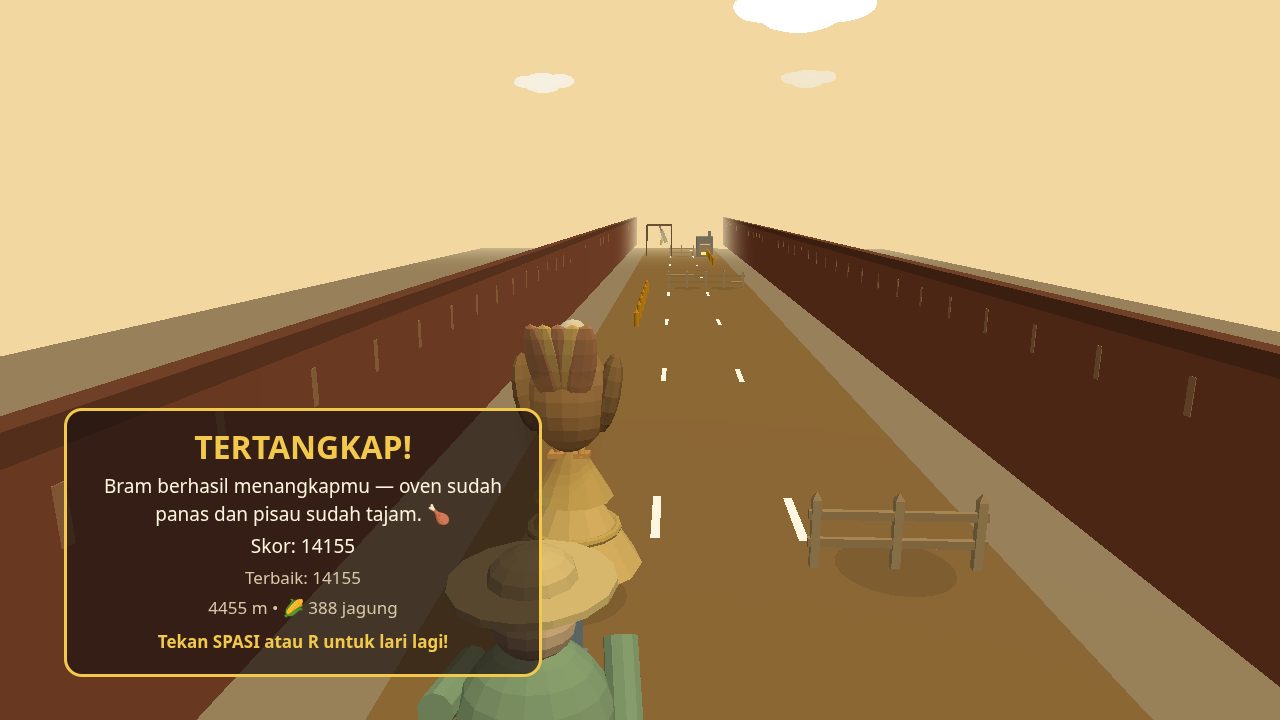 TERTANGKAP!
Bram berhasil menangkapmu — oven sudah
panas dan pisau sudah tajam. 🍗
Skor: 14155
Terbaik: 14155
4455 m • 🌽 388 jagung
Tekan SPASI atau R untuk lari lagi!